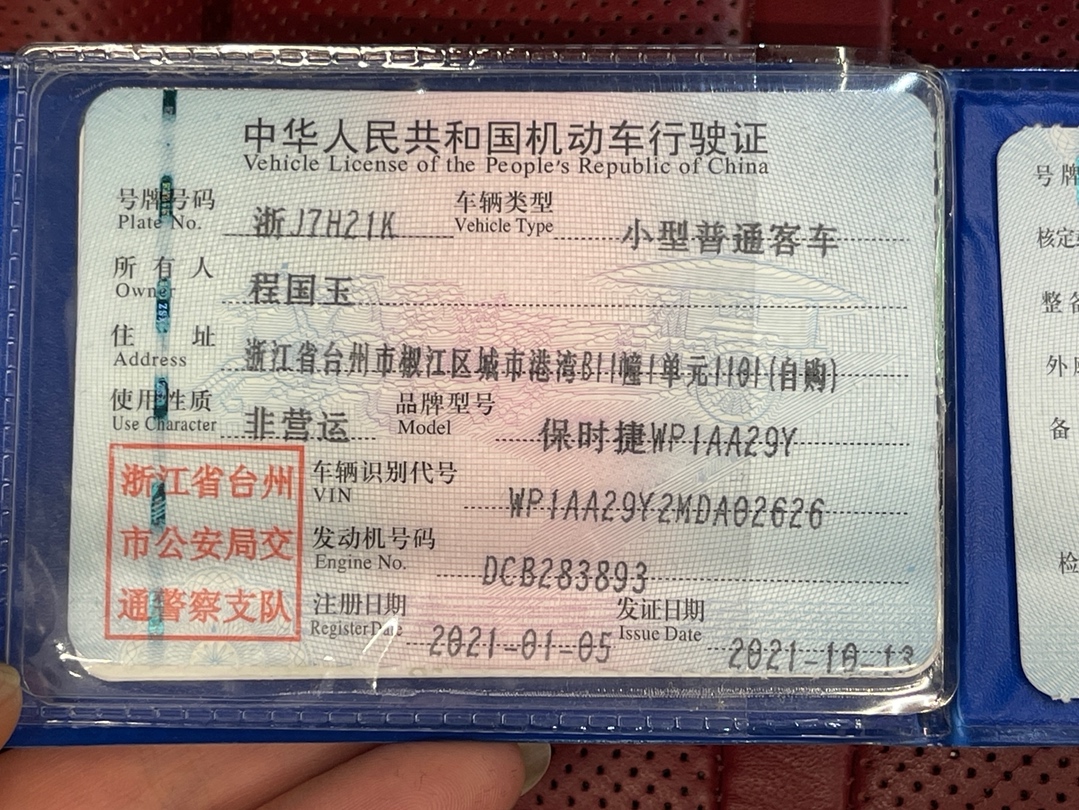 中华人民共和国机动车行驶证
Vehicle License of the People's Republic of China
号牌号码 浙J7H21K 车辆类型 小型普通客车
Plate No. Vehicle Type
所有人 程国玉
Owner
住址 浙江省台州市椒江区城市港湾B11幢1单元1101(自购)
Address
使用性质 非营运 品牌型号 保时捷WP1AA29Y
Use Character Model
浙江省台州
市公安局交
通警察支队
车辆识别代号 WP1AA29Y2MDA02626
VIN
发动机号码 DCB283893
Engine No.
注册日期 2021-01-05 发证日期 2021-10-13
Register Date Issue Date
号牌
核定
整备
外廓
备
检